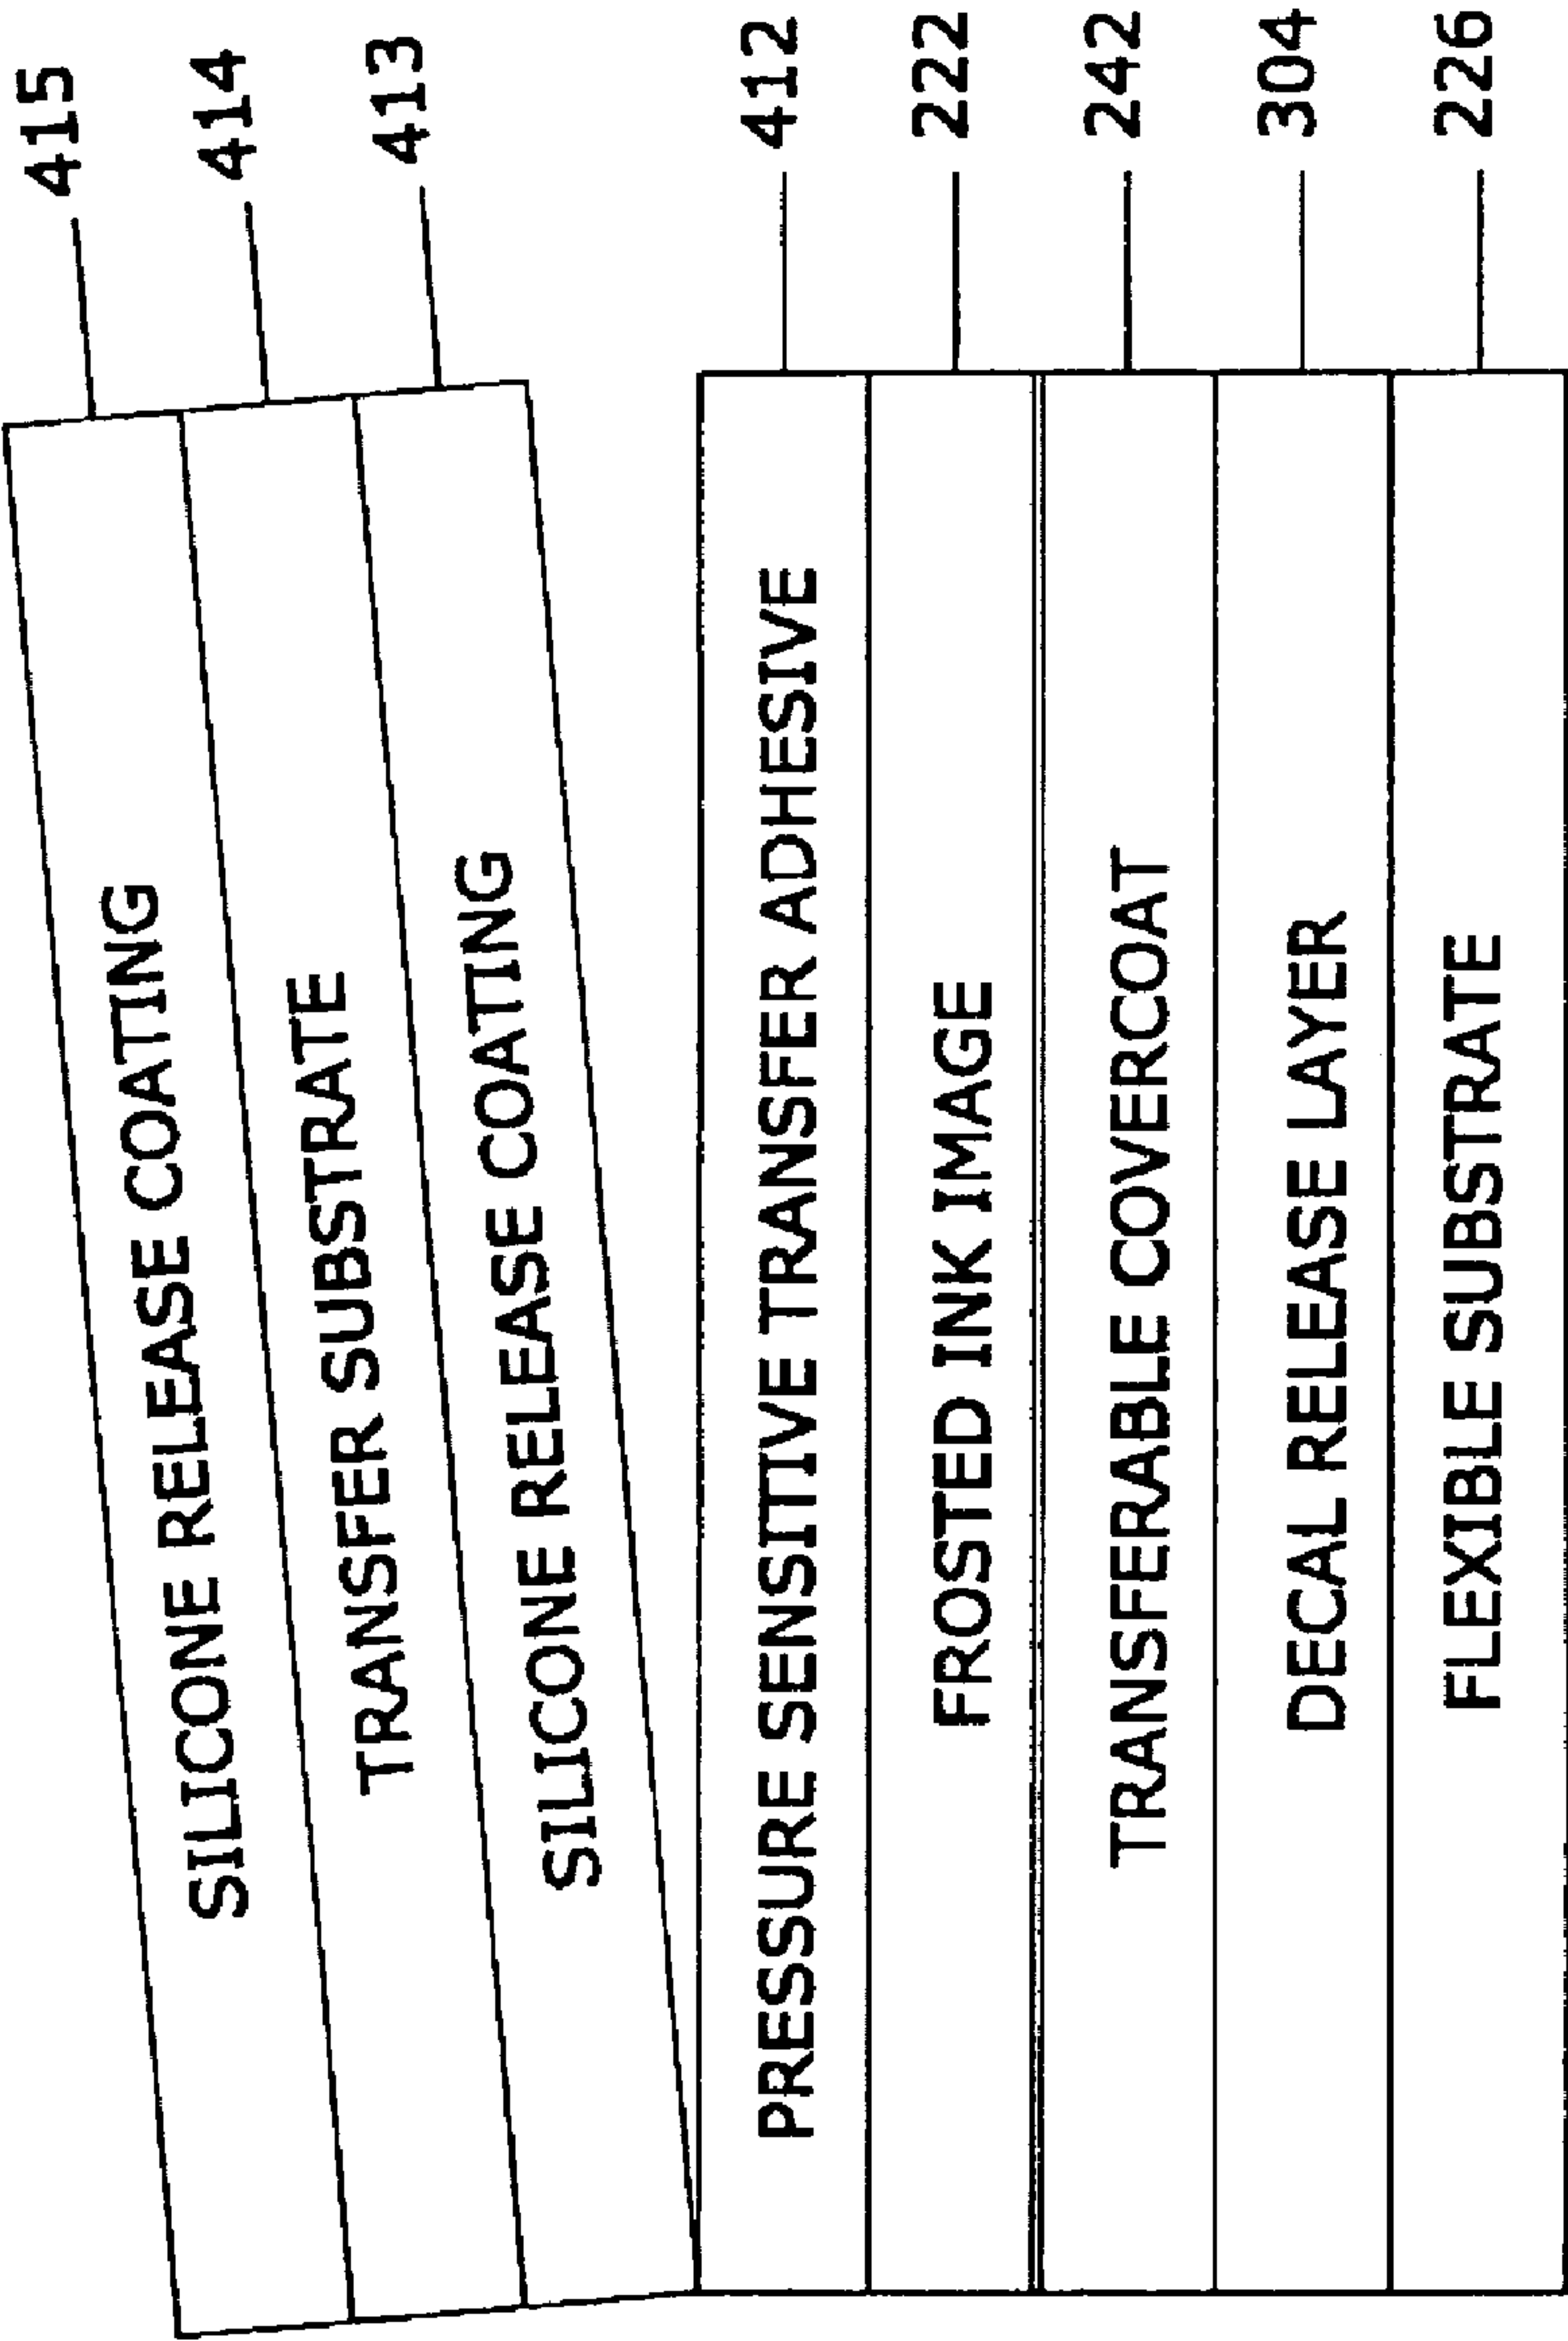 SILICONE RELEASE COATING 415
TRANSFER SUBSTRATE 414
SILICONE RELEASE COATING 413
PRESSURE SENSITIVE TRANSFER ADHESIVE 412
FROSTED INK IMAGE 222
TRANSFERABLE COVERCOAT 242
DECAL RELEASE LAYER 304
FLEXIBLE SUBSTRATE 226